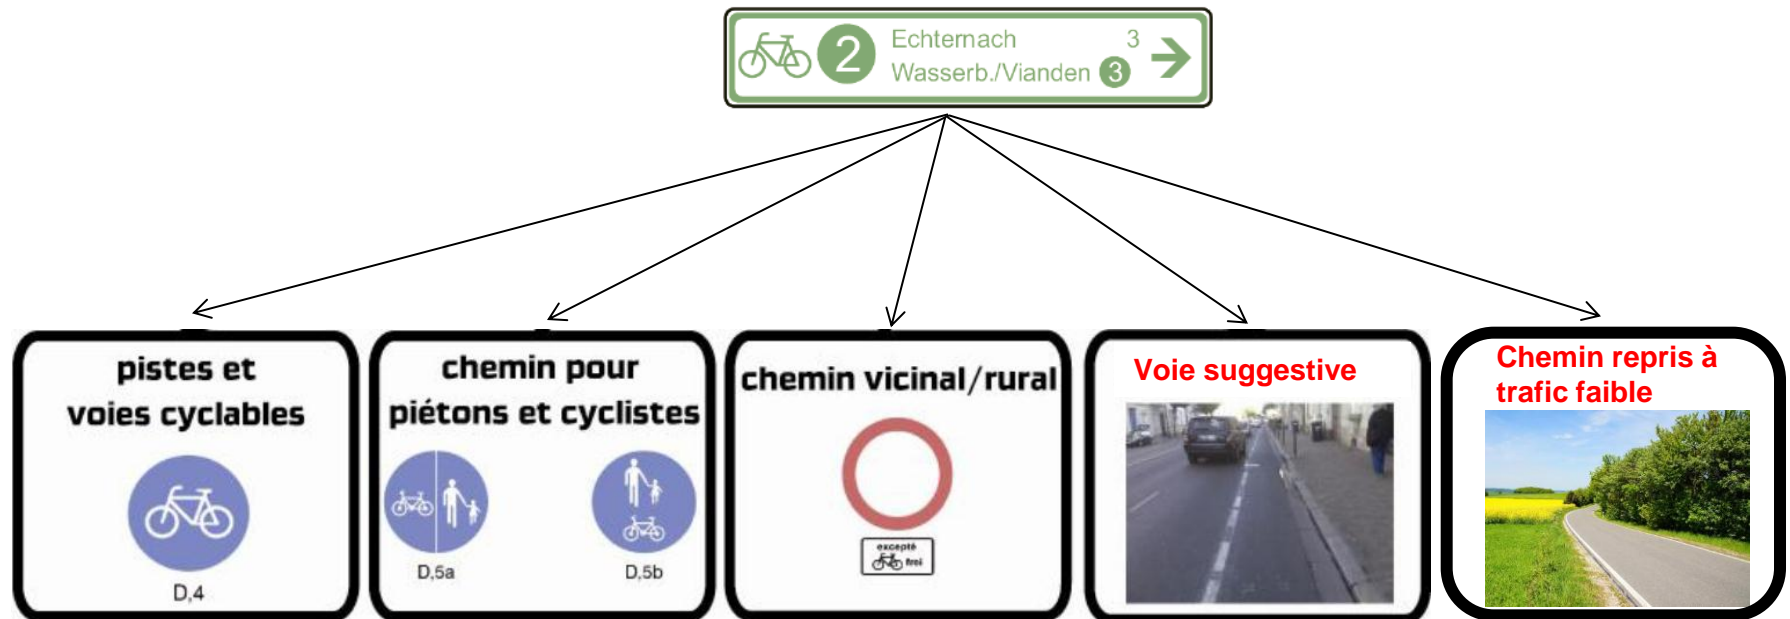 2 Echternach 3
Wasserb./Vianden 3
pistes et
voies cyclables
D,4
chemin pour
piétons et cyclistes
D,5a D,5b
chemin vicinal/rural
excepté
frei
Voie suggestive
Chemin repris à
trafic faible